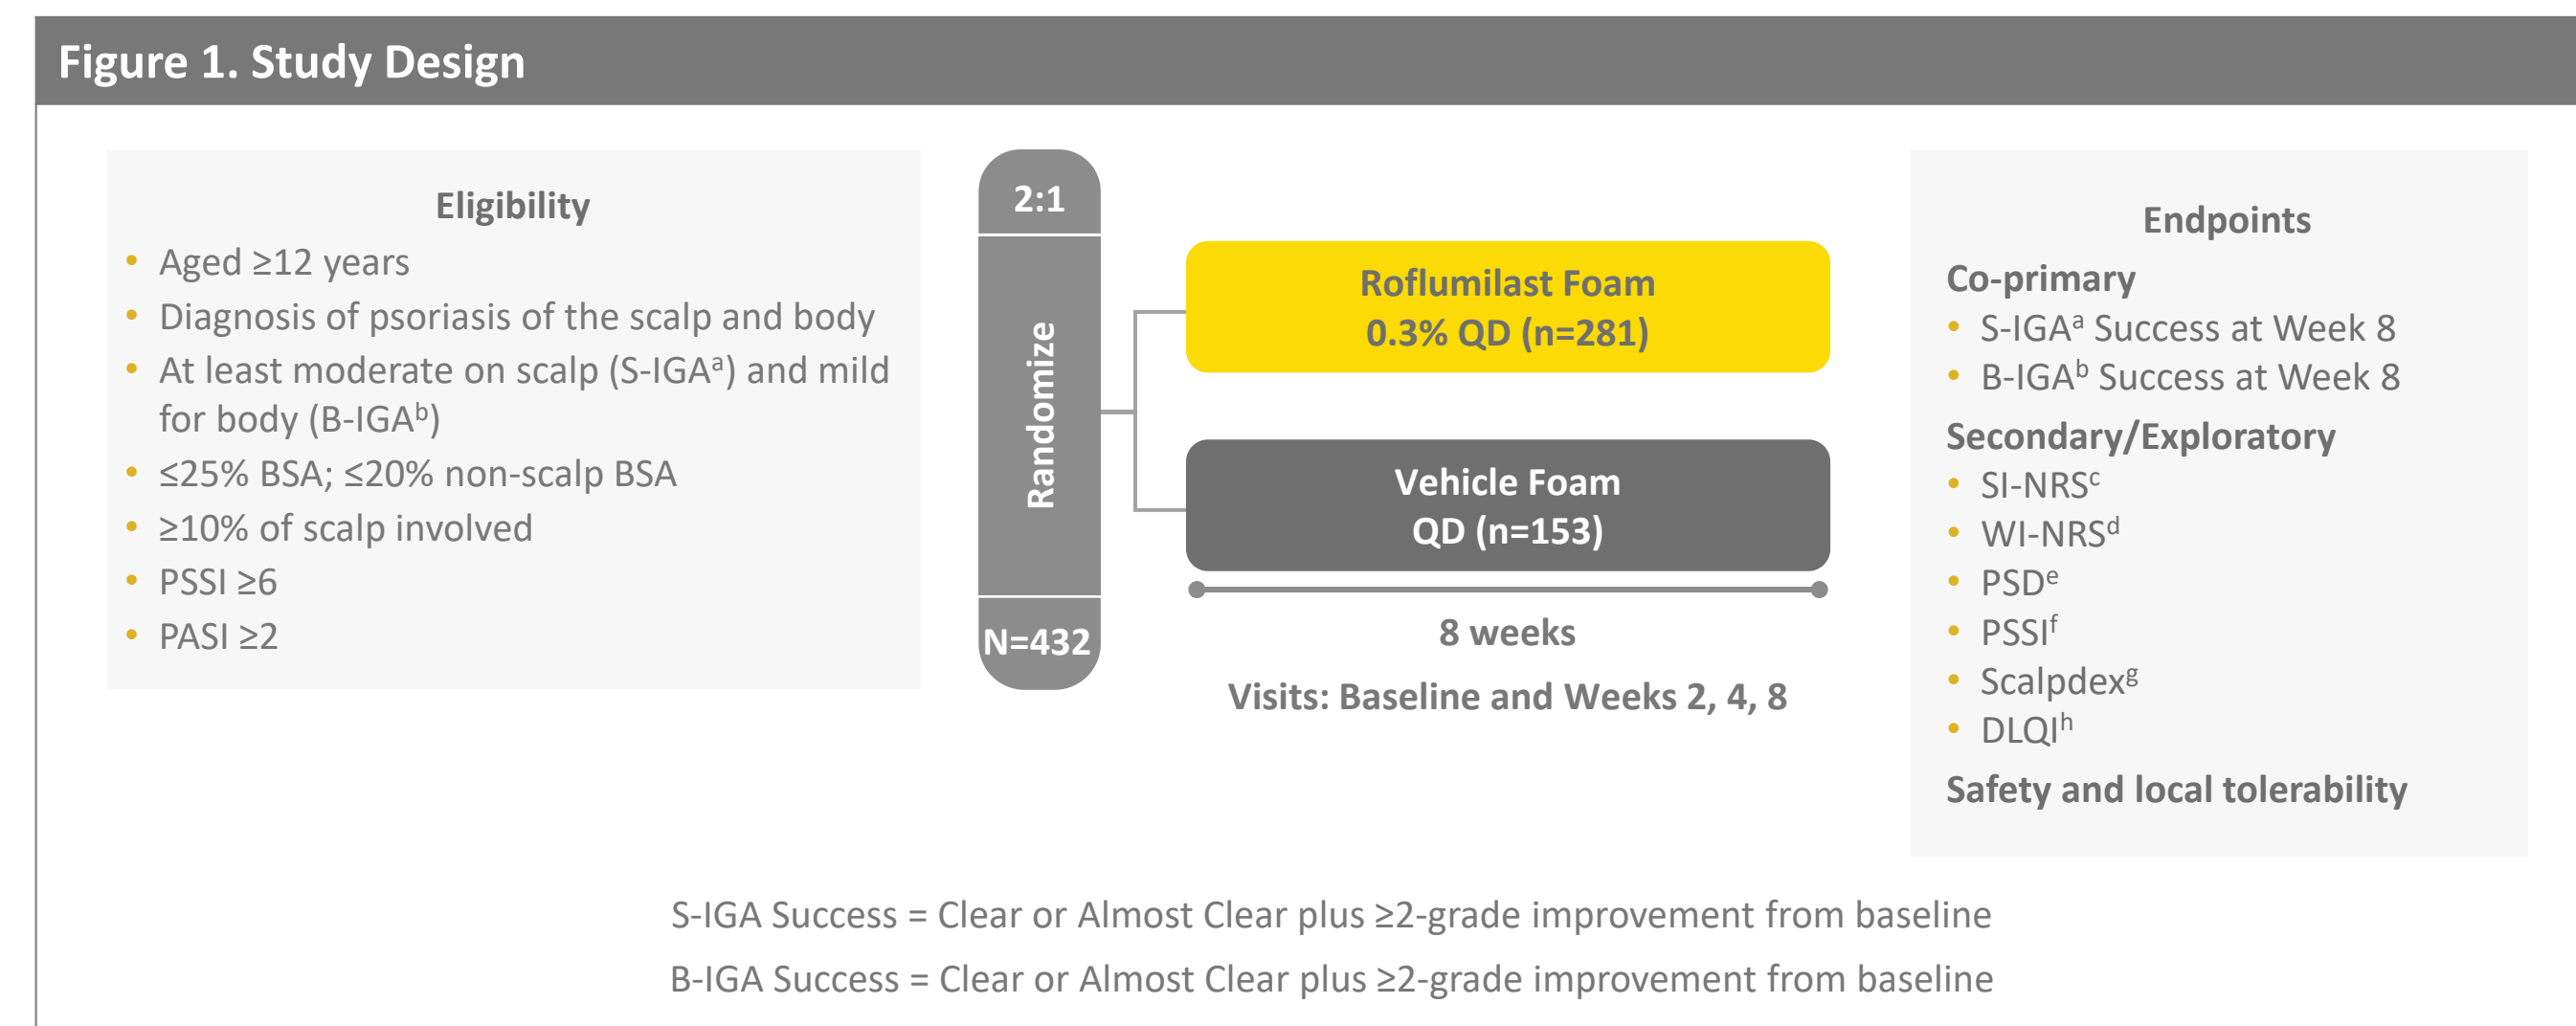 Figure 1. Study Design
Eligibility
• Aged ≥12 years
• Diagnosis of psoriasis of the scalp and body
• At least moderate on scalp (S-IGAᵃ) and mild
for body (B-IGAᵇ)
• ≤25% BSA; ≤20% non-scalp BSA
• ≥10% of scalp involved
• PSSI ≥6
• PASI ≥2
2:1
Randomize
N=432
Roflumilast Foam
0.3% QD (n=281)
Vehicle Foam
QD (n=153)
8 weeks
Visits: Baseline and Weeks 2, 4, 8
Endpoints
Co-primary
• S-IGAᵃ Success at Week 8
• B-IGAᵇ Success at Week 8
Secondary/Exploratory
• SI-NRSᶜ
• WI-NRSᵈ
• PSDᵉ
• PSSIᶠ
• Scalpdexᵍ
• DLQIʰ
Safety and local tolerability
S-IGA Success = Clear or Almost Clear plus ≥2-grade improvement from baseline
B-IGA Success = Clear or Almost Clear plus ≥2-grade improvement from baseline